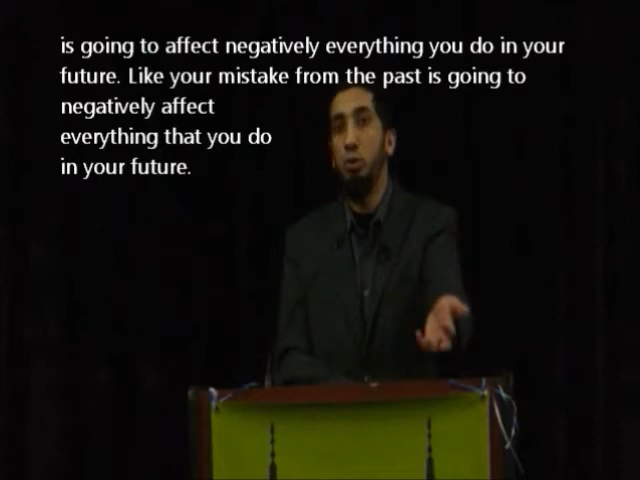 is going to affect negatively everything you do in your
future. Like your mistake from the past is going to
negatively affect
everything that you do
in your future.